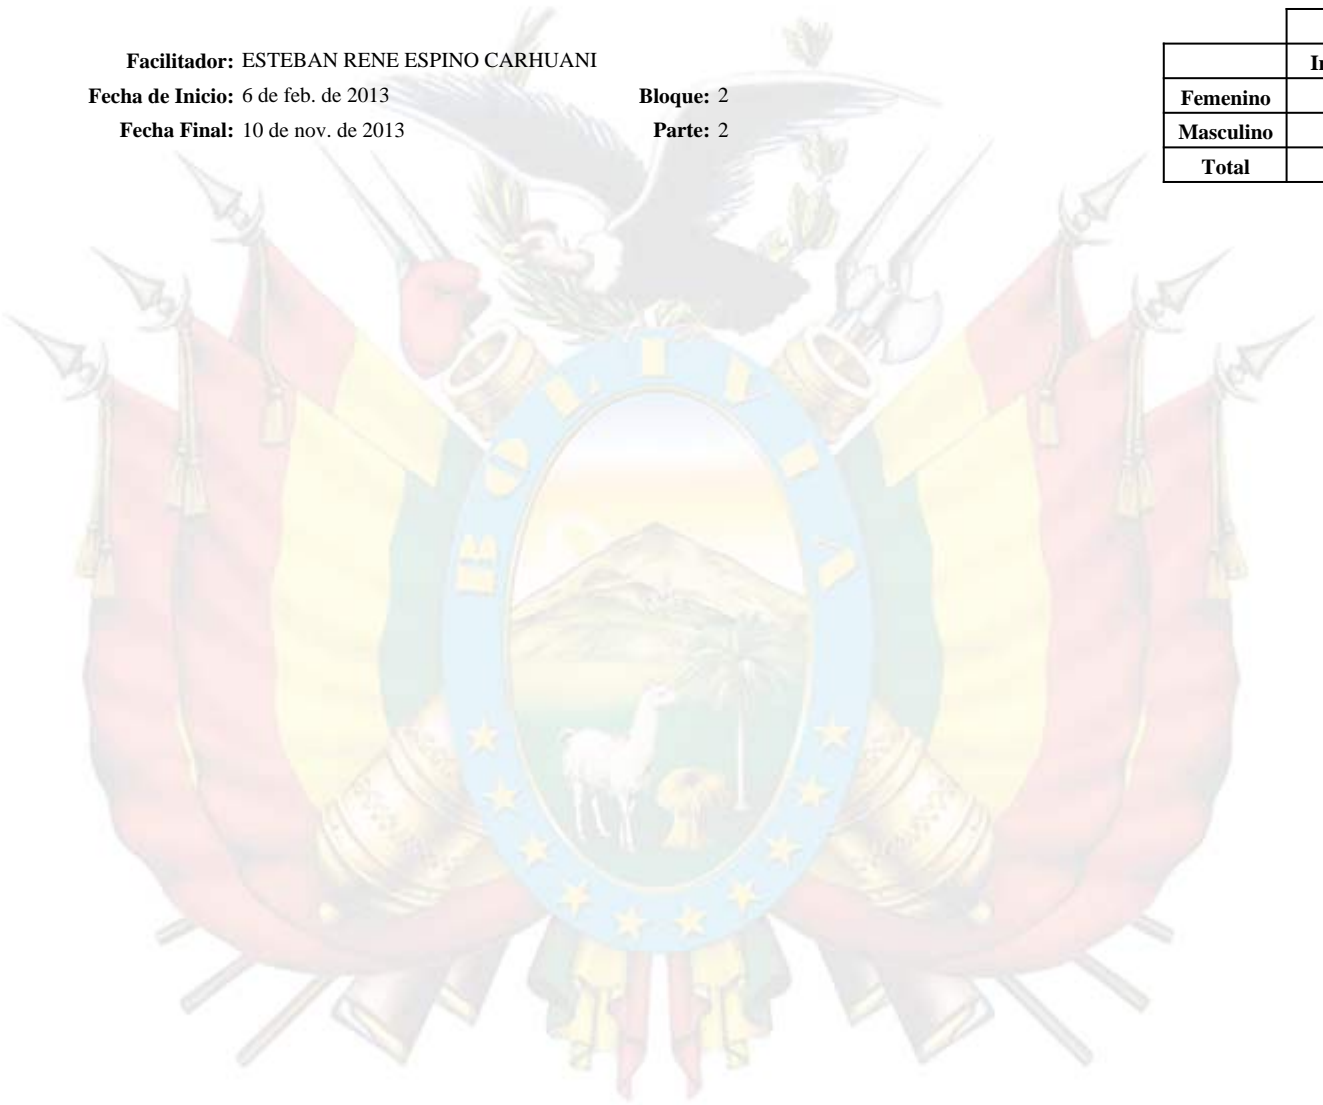 Facilitador: ESTEBAN RENE ESPINO CARHUANI
Fecha de Inicio: 6 de feb. de 2013 Bloque: 2
Fecha Final: 10 de nov. de 2013 Parte: 2
Femenino
Masculino
Total
BOLIVIA